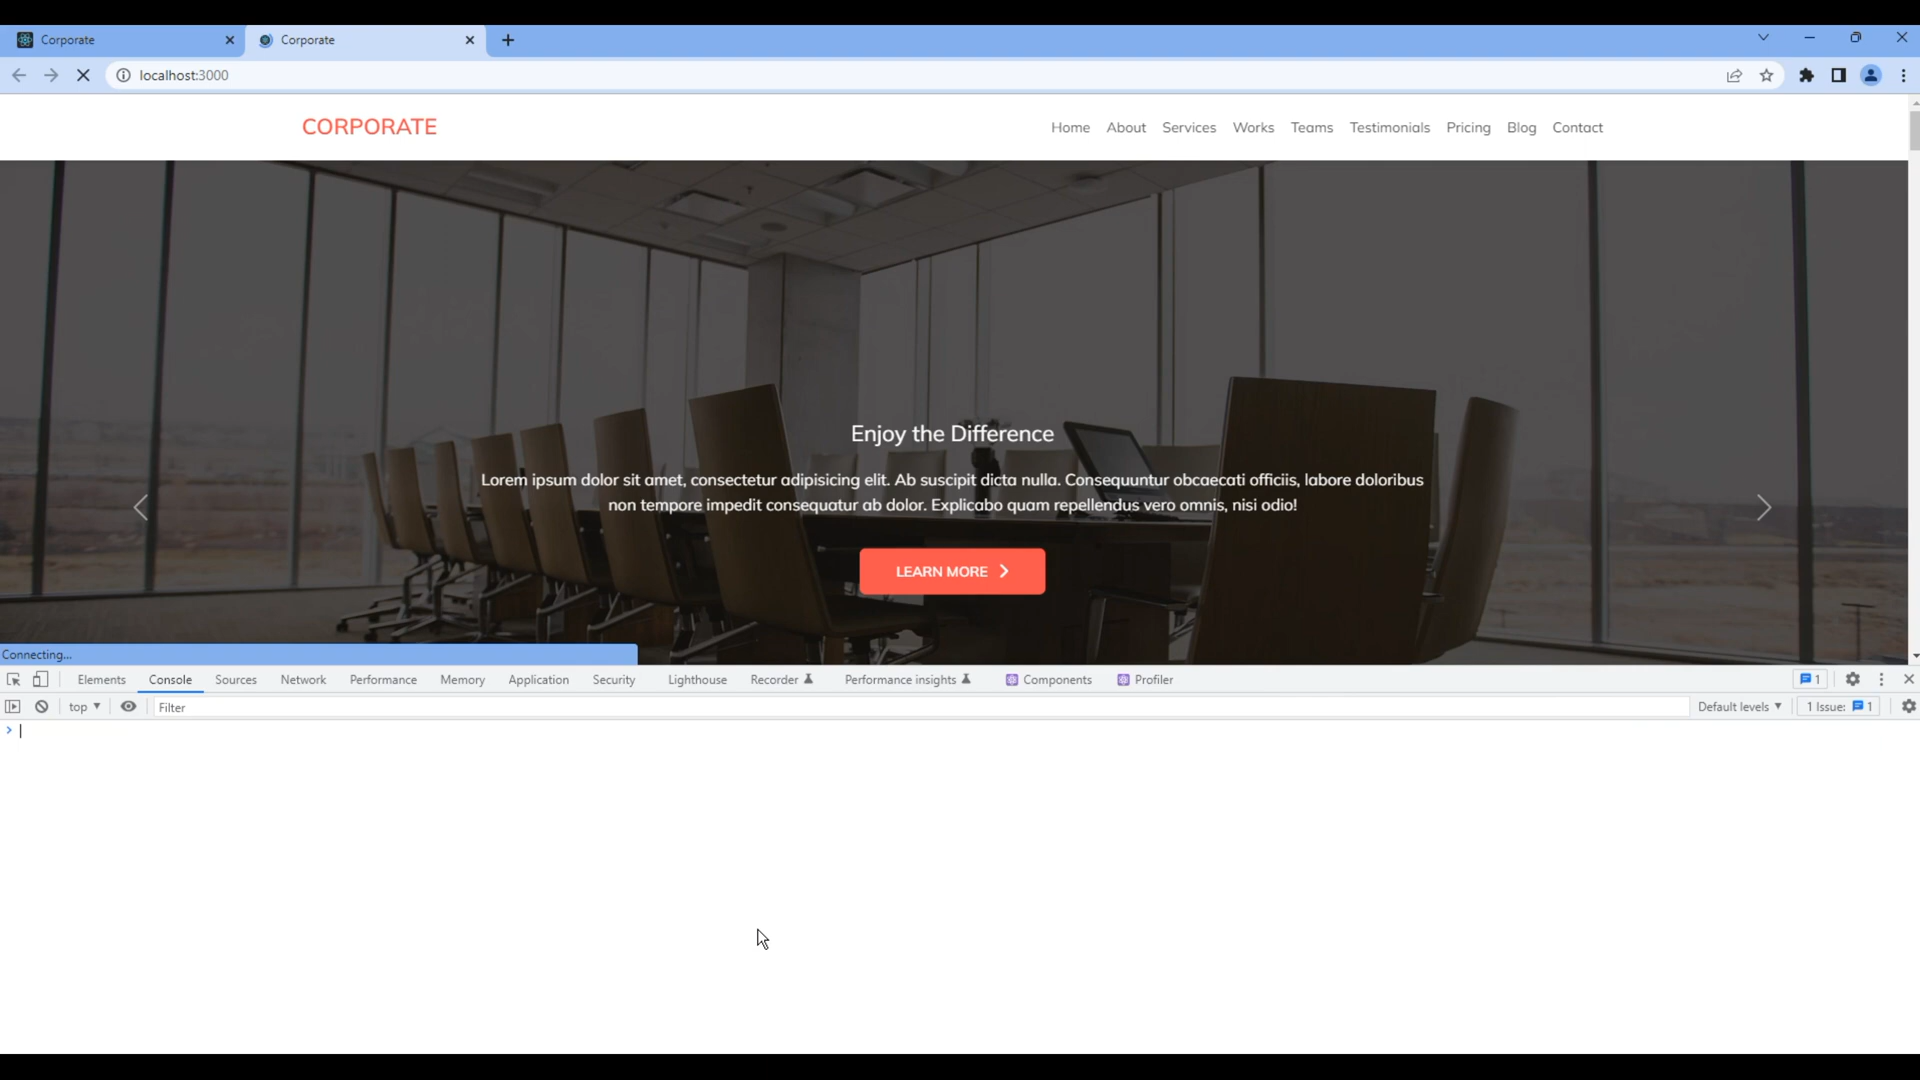 Corporate
Corporate
localhost:3000
CORPORATE
Home About Services Works Teams Testimonials Pricing Blog Contact
Enjoy the Difference
Lorem ipsum dolor sit amet, consectetur adipisicing elit. Ab suscipit dicta nulla. Consequuntur obcaecati officiis, labore doloribus
non tempore impedit consequatur ab dolor. Explicabo quam repellendus vero omnis, nisi odio!
LEARN MORE
Connecting...
Elements Console Sources Network Performance Memory Application Security Lighthouse Recorder Performance insights Components Profiler 1
top Filter Default levels 1 Issue: 1